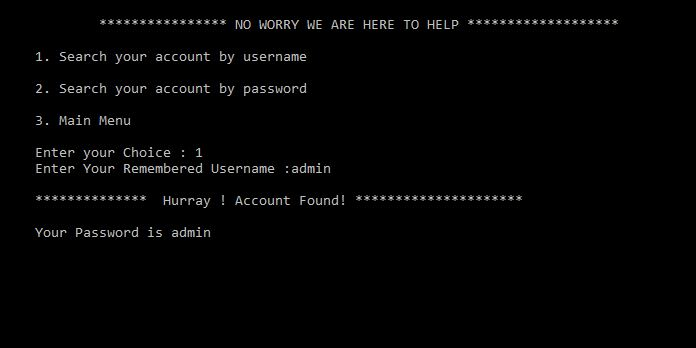 **************** NO WORRY WE ARE HERE TO HELP *******************
1. Search your account by username
2. Search your account by password
3. Main Menu
Enter your Choice : 1
Enter Your Remembered Username :admin
************** Hurray ! Account Found! *********************
Your Password is admin